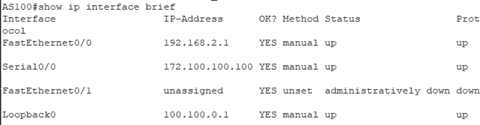 AS100#show ip interface brief
Interface IP-Address OK? Method Status Prot
ocol
FastEthernet0/0 192.168.2.1 YES manual up up
Serial0/0 172.100.100.100 YES manual up up
FastEthernet0/1 unassigned YES unset administratively down down
Loopback0 100.100.0.1 YES manual up up